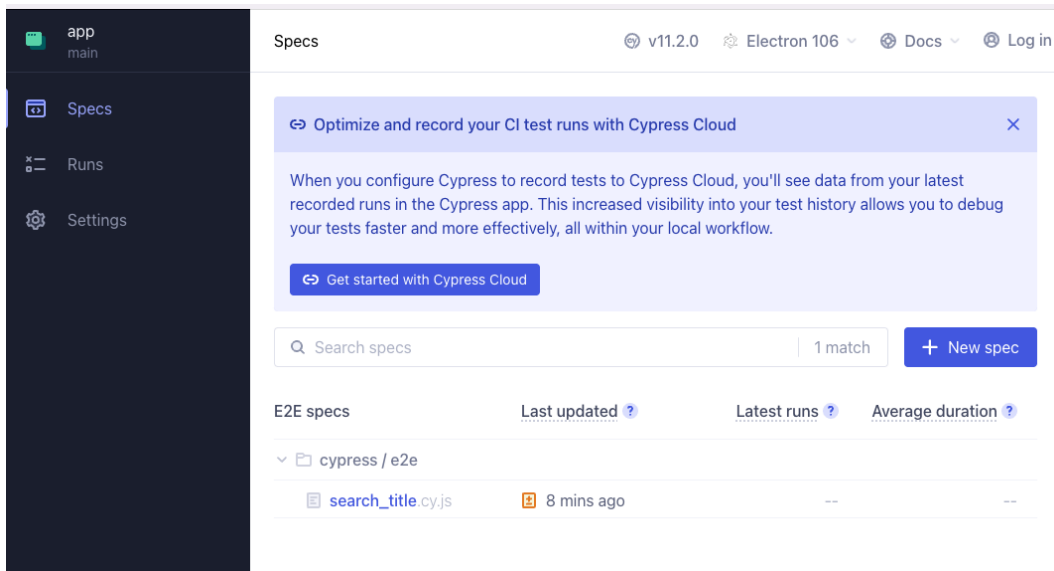 app
main
Specs
v11.2.0
Electron 106
Docs
Log in
Specs
Runs
Settings
Optimize and record your CI test runs with Cypress Cloud
When you configure Cypress to record tests to Cypress Cloud, you'll see data from your latest
recorded runs in the Cypress app. This increased visibility into your test history allows you to debug
your tests faster and more effectively, all within your local workflow.
Get started with Cypress Cloud
Search specs
1 match
+ New spec
E2E specs
Last updated ?
Latest runs ?
Average duration ?
cypress / e2e
search_title.cy.js
8 mins ago
--
--